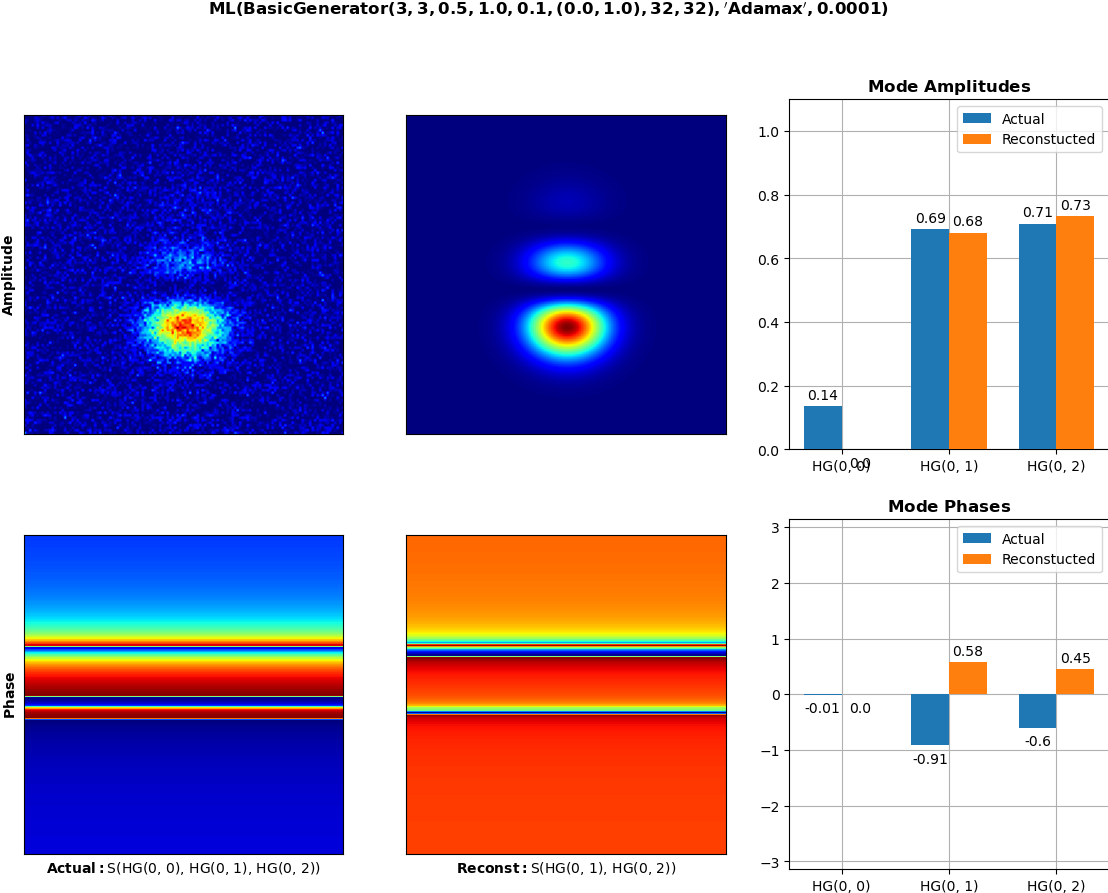 ML(BasicGenerator(3, 3, 0.5, 1.0, 0.1, (0.0, 1.0), 32, 32), ′Adamax′, 0.0001)
Amplitude
Mode Amplitudes
Actual
Reconstucted
1.0
0.8
0.6
0.4
0.2
0.0
0.14
0.0
0.69
0.68
0.71
0.73
HG(0, 0)
HG(0, 1)
HG(0, 2)
Phase
Actual: S(HG(0, 0), HG(0, 1), HG(0, 2))
Reconst: S(HG(0, 1), HG(0, 2))
Mode Phases
Actual
Reconstucted
3
2
1
0
−1
−2
−3
-0.01
0.0
-0.91
0.58
-0.6
0.45
HG(0, 0)
HG(0, 1)
HG(0, 2)